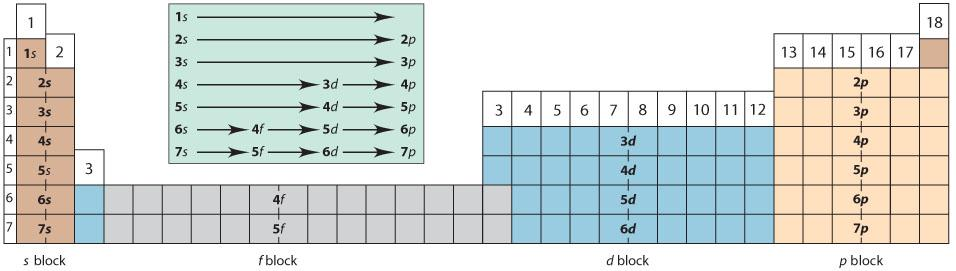 1 18
1s
2s 2p
3s 3p
4s 3d 4p
5s 4d 5p
6s 4f 5d 6p
7s 5f 6d 7p
1 1s 2 13 14 15 16 17
2 2s 2p
3 3s 3 4 5 6 7 8 9 10 11 12 3p
4 4s 3d 4p
5 5s 3 4d 5p
6 6s 4f 5d 6p
7 7s 5f 6d 7p
s block f block d block p block